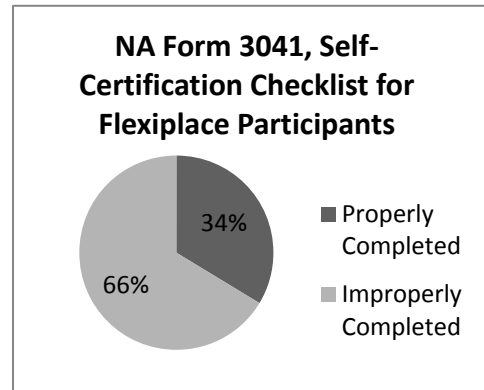 NA Form 3041, Self-
Certification Checklist for
Flexiplace Participants
34%
66%
Properly
Completed
Improperly
Completed